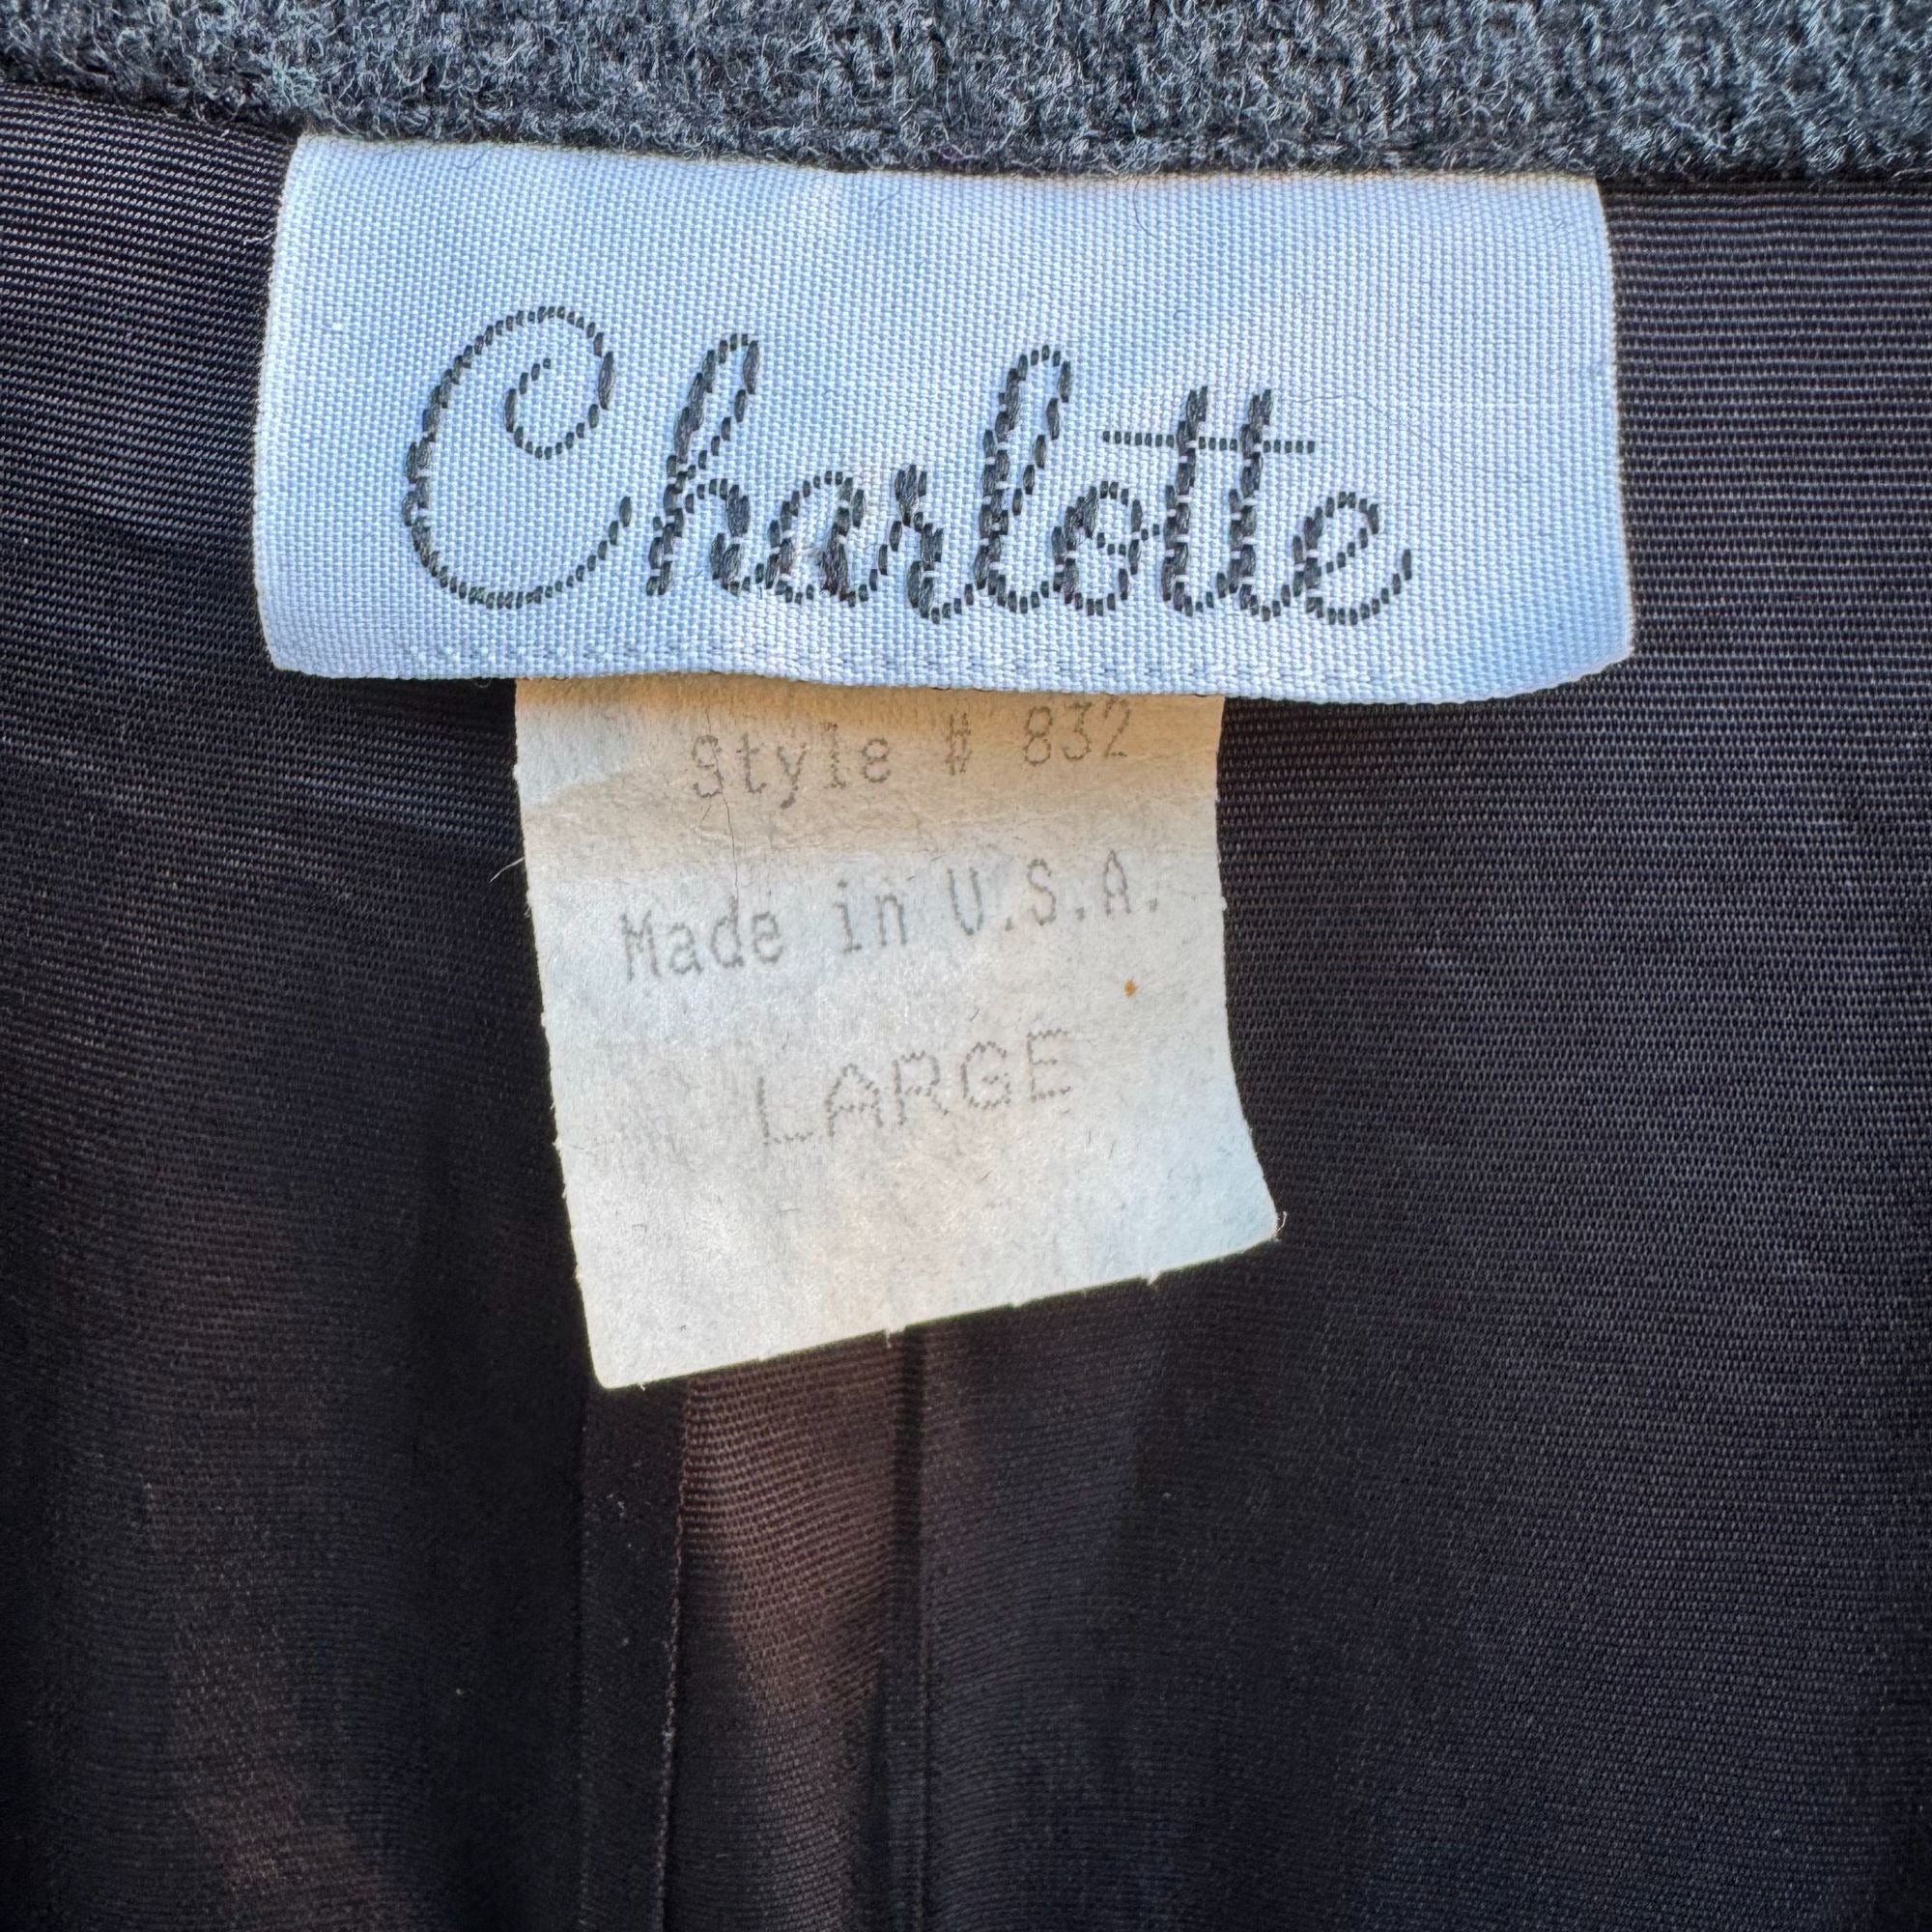 Charlotte
Style # 832
Made in U.S.A.
LARGE